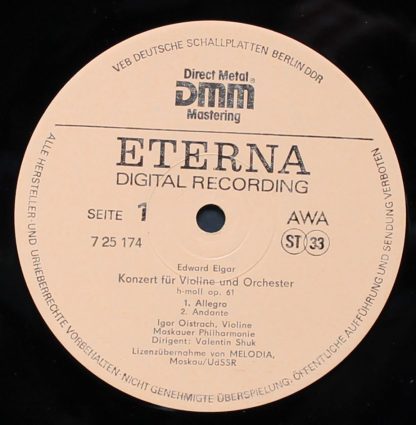 VEB DEUTSCHE SCHALLPLATTEN BERLIN DDR
Direct Metal
DMM®
Mastering
ETERNA
DIGITAL RECORDING
SEITE 1
AWA
7 25 174
ST 33
Edward Elgar
Konzert für Violine und Orchester
h-moll op. 61
1. Allegro
2. Andante
Igor Oistrach, Violine
Moskauer Philharmonie
Dirigent: Valentin Shuk
Lizenzübernahme von MELODIA,
Moskau/UdSSR
ALLE HERSTELLER- UND URHEBERRECHTE VORBEHALTEN · NICHT GENEHMIGTE ÜBERSPIELUNG, ÖFFENTLICHE AUFFÜHRUNG UND SENDUNG VERBOTEN